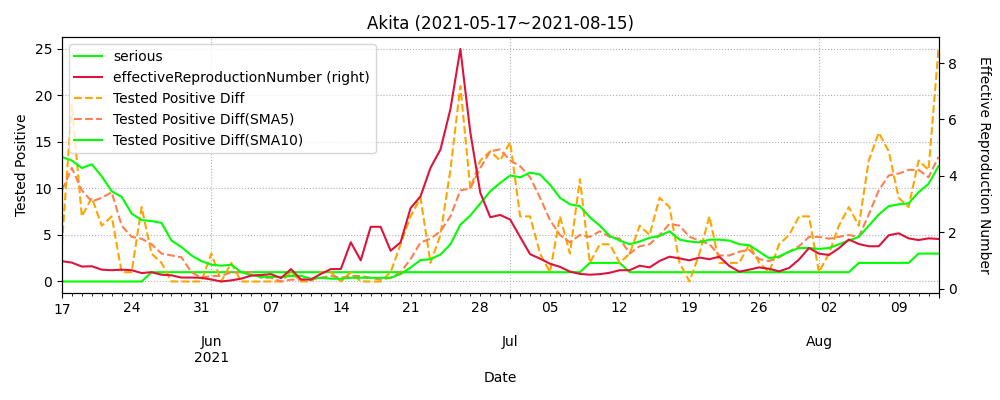 Akita (2021-05-17~2021-08-15)
serious
effectiveReproductionNumber (right)
Tested Positive Diff
Tested Positive Diff(SMA5)
Tested Positive Diff(SMA10)
Tested Positive
25
20
15
10
5
0
8
6
4
2
0
Effective Reproduction Number
17 24 31 07 14 21 28 05 12 19 26 02 09
Jun Jul Aug
2021
Date